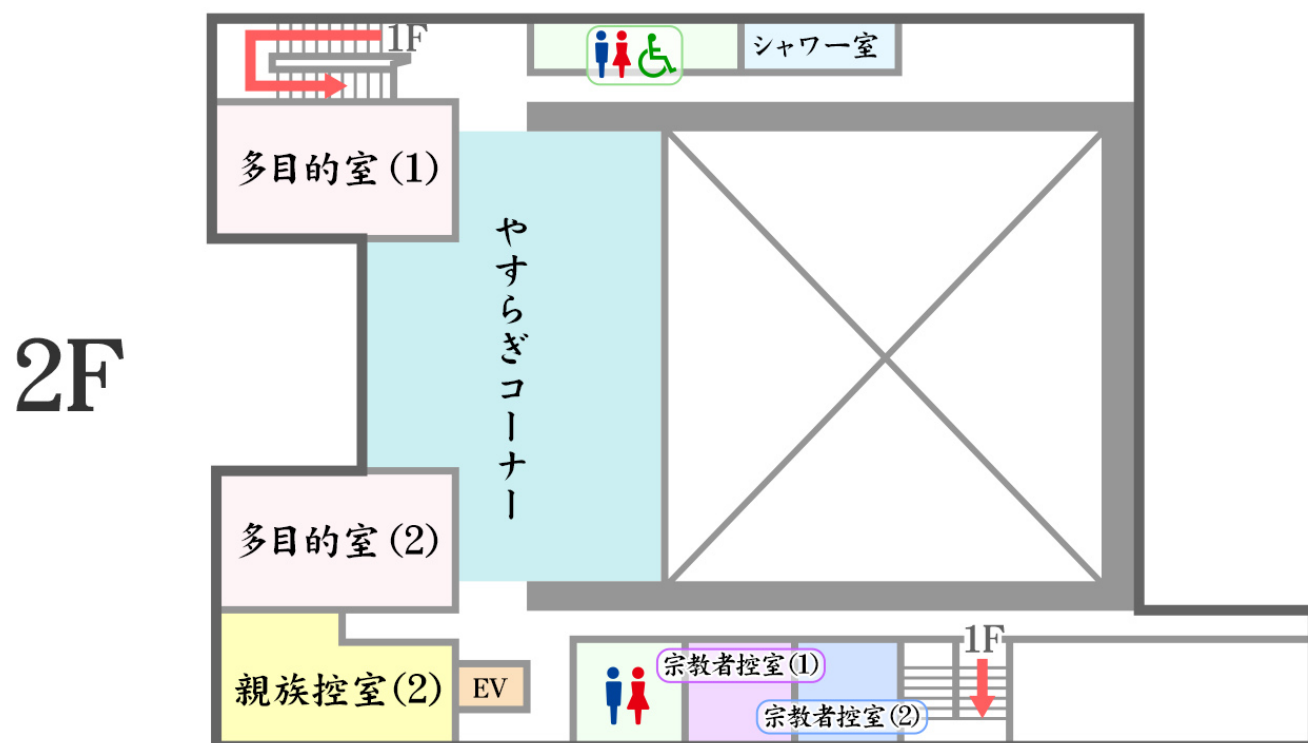 1F
シャワー室
多目的室(1)
やすらぎコーナー
2F
多目的室(2)
親族控室(2)
EV
宗教者控室(1)
宗教者控室(2)
1F